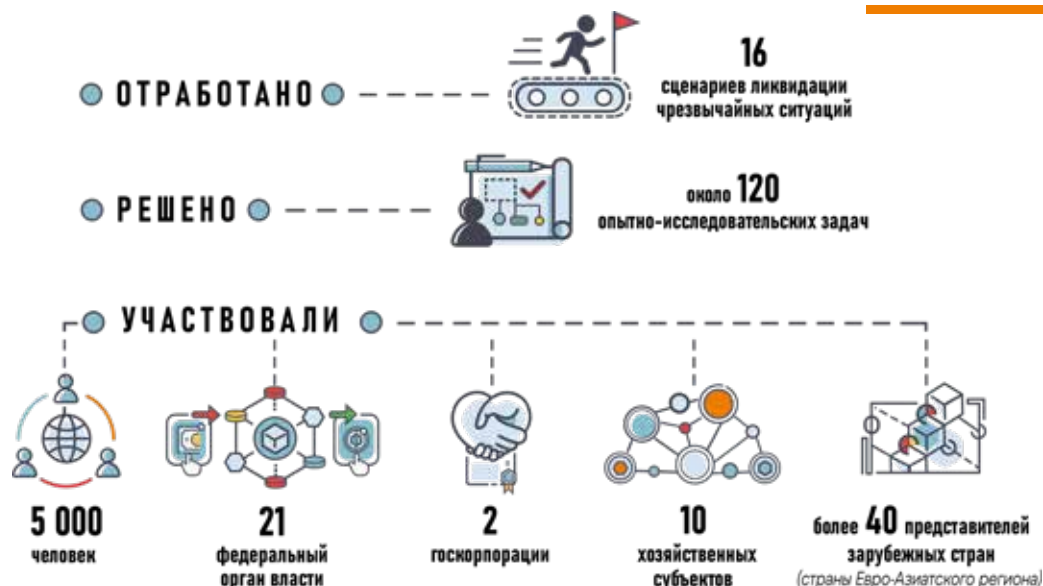 ОТРАБОТАНО
16
сценариев ликвидации
чрезвычайных ситуаций
РЕШЕНО
около 120
опытно-исследовательских задач
УЧАСТВОВАЛИ
5 000
человек
21
федеральный
орган власти
2
госкорпорации
10
хозяйственных
субъектов
более 40 представителей
зарубежных стран
(страны Евро-Азиатского региона)